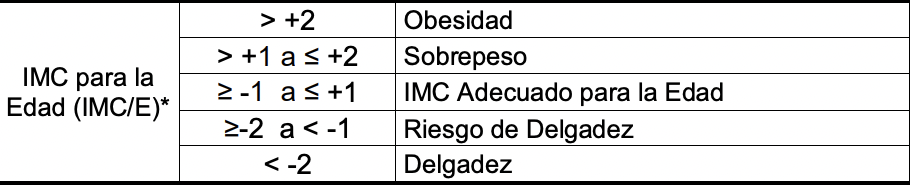 IMC para la
Edad (IMC/E)*
> +2 Obesidad
> +1 a ≤ +2 Sobrepeso
≥ -1 a ≤ +1 IMC Adecuado para la Edad
≥-2 a < -1 Riesgo de Delgadez
< -2 Delgadez